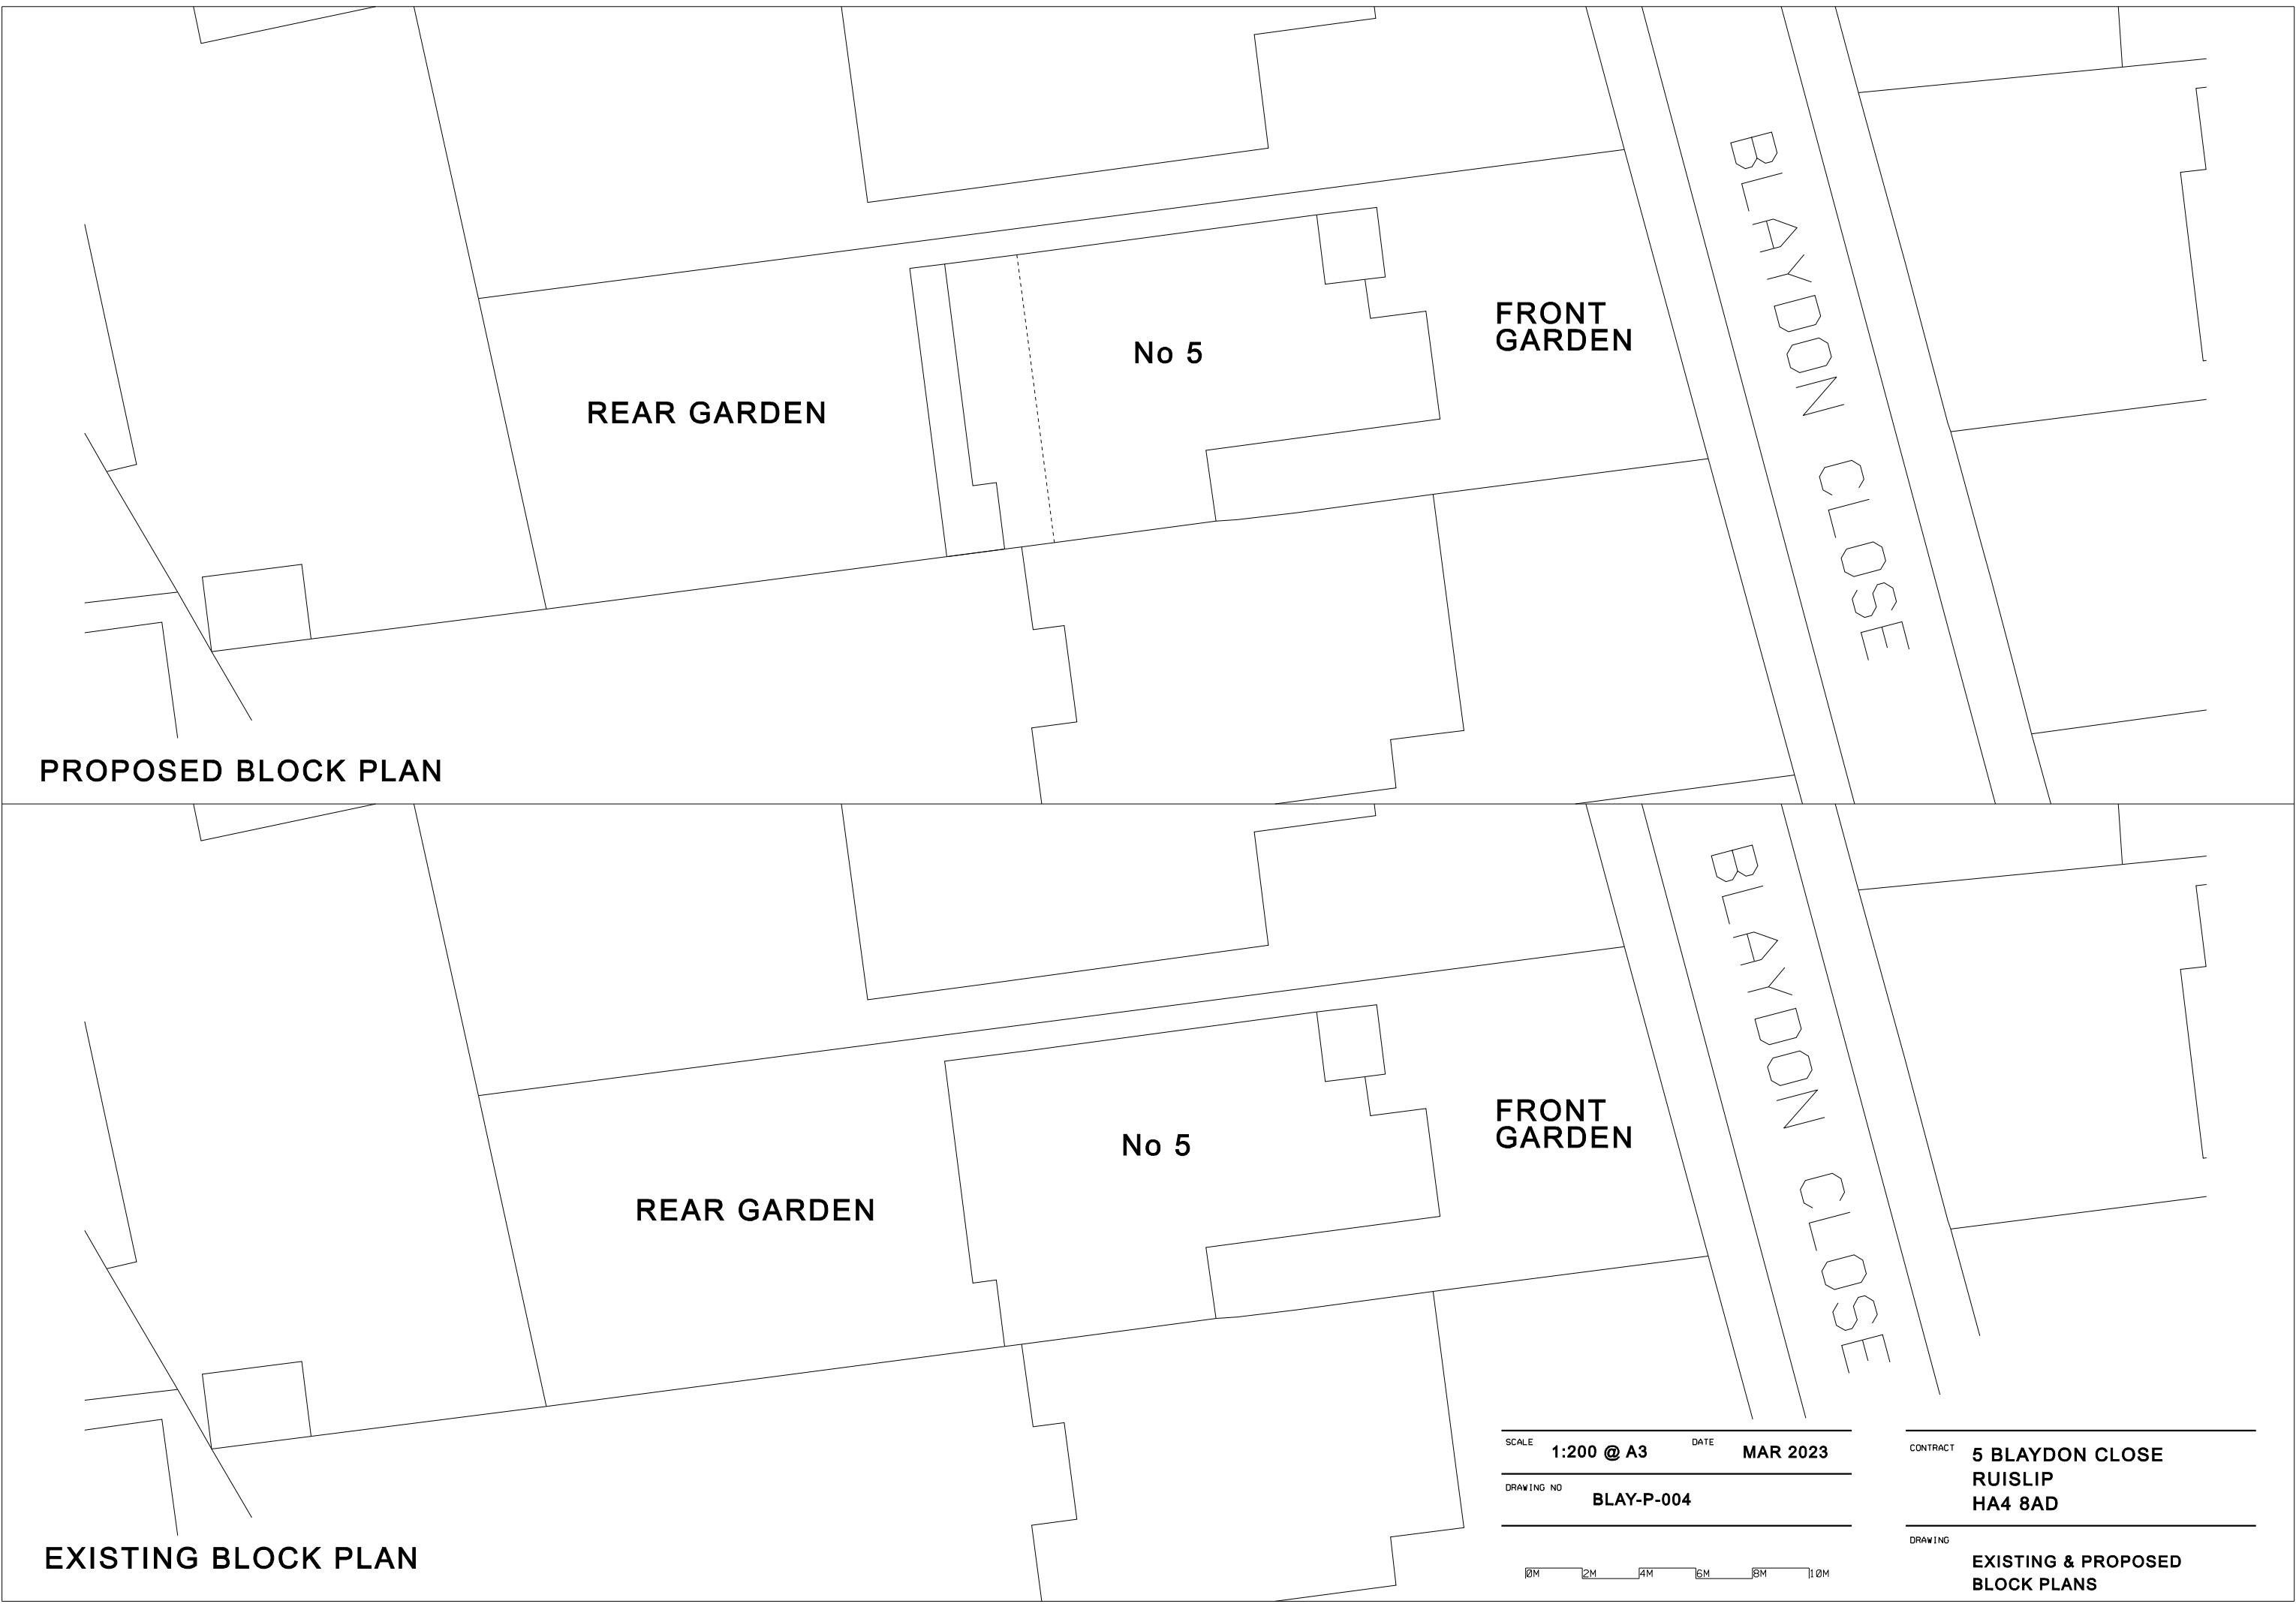 BLAYDON CLOSE
FRONT
GARDEN
No 5
REAR GARDEN
PROPOSED BLOCK PLAN
BLAYDON CLOSE
FRONT
GARDEN
No 5
REAR GARDEN
EXISTING BLOCK PLAN
SCALE 1:200 @ A3 DATE MAR 2023
DRAWING NO BLAY-P-004
0M 2M 4M 6M 8M 10M
CONTRACT 5 BLAYDON CLOSE
RUISLIP
HA4 8AD
DRAWING
EXISTING & PROPOSED
BLOCK PLANS